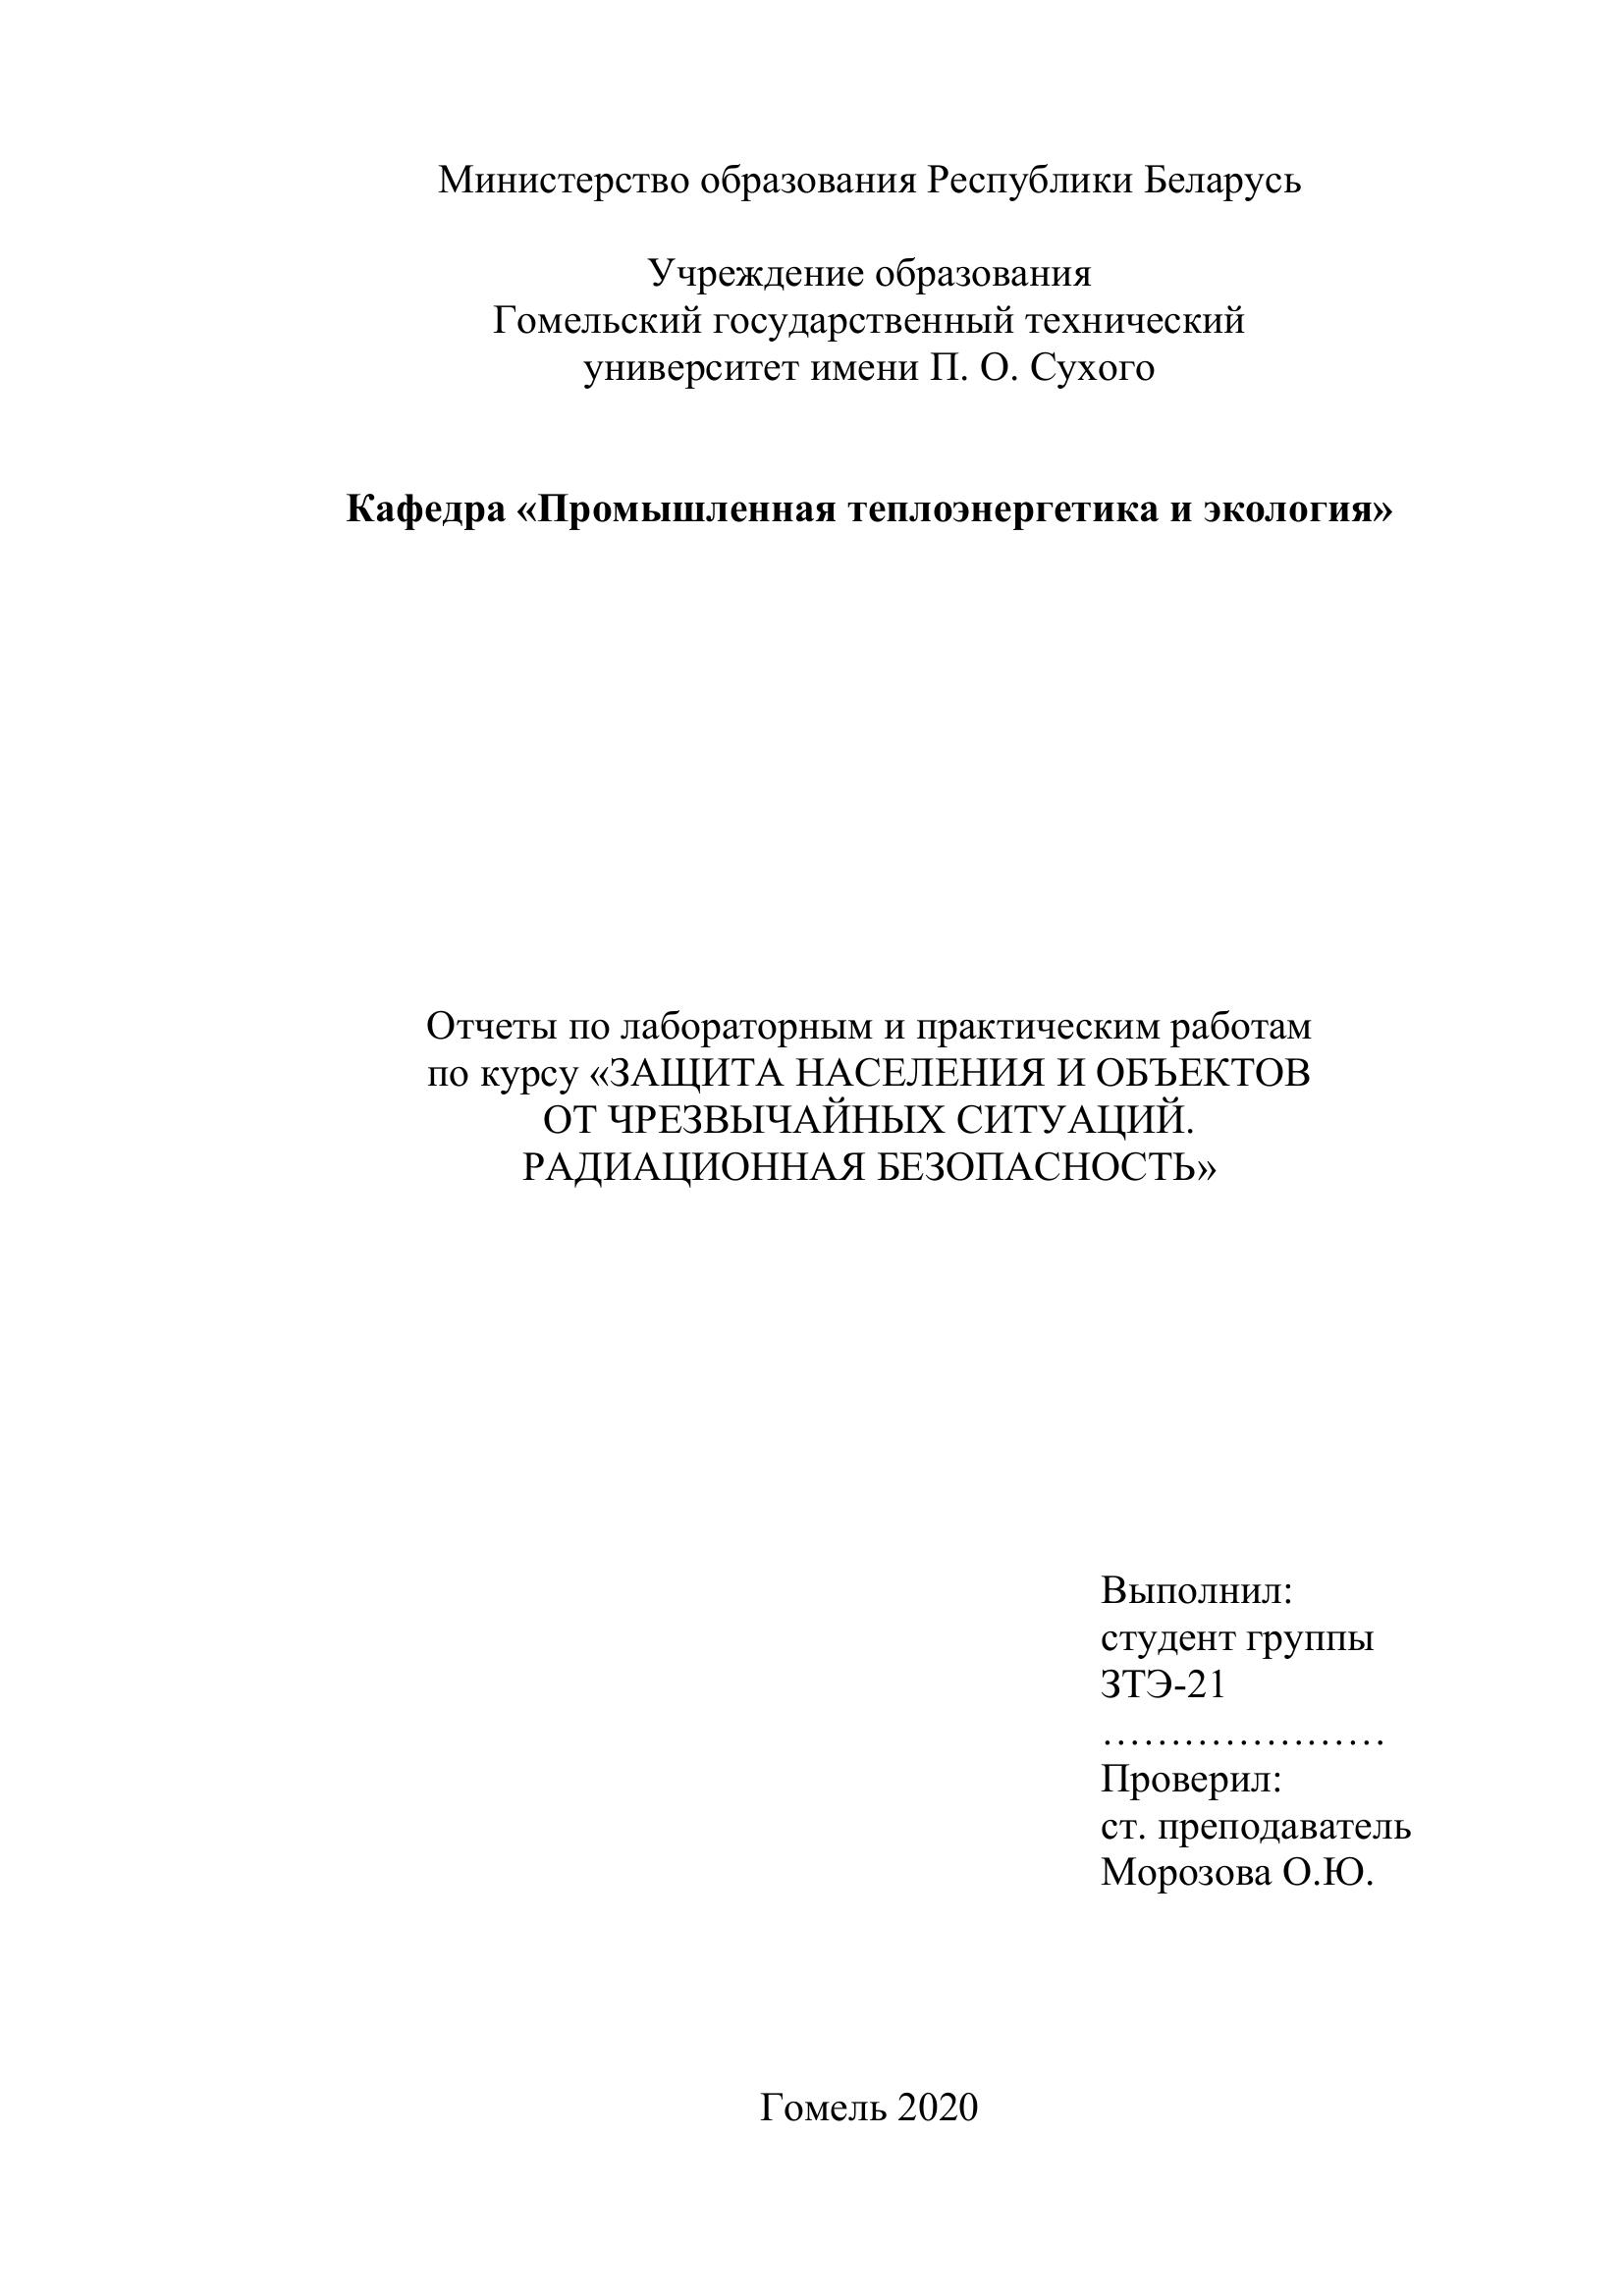 Министерство образования Республики Беларусь
Учреждение образования
Гомельский государственный технический
университет имени П. О. Сухого
Кафедра «Промышленная теплоэнергетика и экология»
Отчеты по лабораторным и практическим работам
по курсу «ЗАЩИТА НАСЕЛЕНИЯ И ОБЪЕКТОВ
ОТ ЧРЕЗВЫЧАЙНЫХ СИТУАЦИЙ.
РАДИАЦИОННАЯ БЕЗОПАСНОСТЬ»
Выполнил:
студент группы
ЗТЭ-21
…………………
Проверил:
ст. преподаватель
Морозова О.Ю.
Гомель 2020